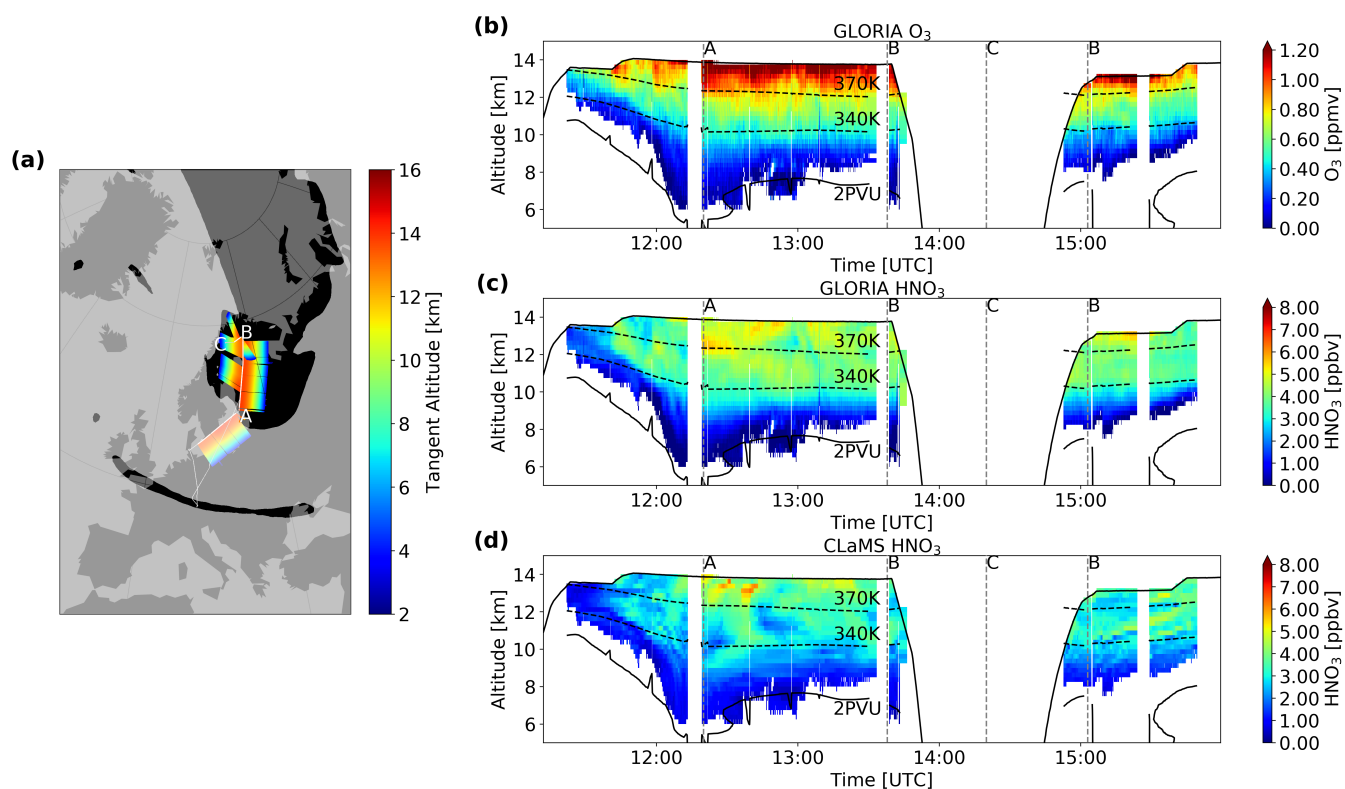 (a)
A
B
C
16
14
12
10
8
6
4
2
Tangent Altitude [km]
(b)
GLORIA O₃
A
B
C
B
14
12
10
8
6
Altitude [km]
370K
340K
2PVU
12:00
13:00
14:00
15:00
Time [UTC]
1.20
1.00
0.80
0.60
0.40
0.20
0.00
O₃ [ppmv]
(c)
GLORIA HNO₃
A
B
C
B
14
12
10
8
6
Altitude [km]
370K
340K
2PVU
12:00
13:00
14:00
15:00
Time [UTC]
8.00
7.00
6.00
5.00
4.00
3.00
2.00
1.00
0.00
HNO₃ [ppbv]
(d)
CLaMS HNO₃
A
B
C
B
14
12
10
8
6
Altitude [km]
370K
340K
2PVU
12:00
13:00
14:00
15:00
Time [UTC]
8.00
7.00
6.00
5.00
4.00
3.00
2.00
1.00
0.00
HNO₃ [ppbv]